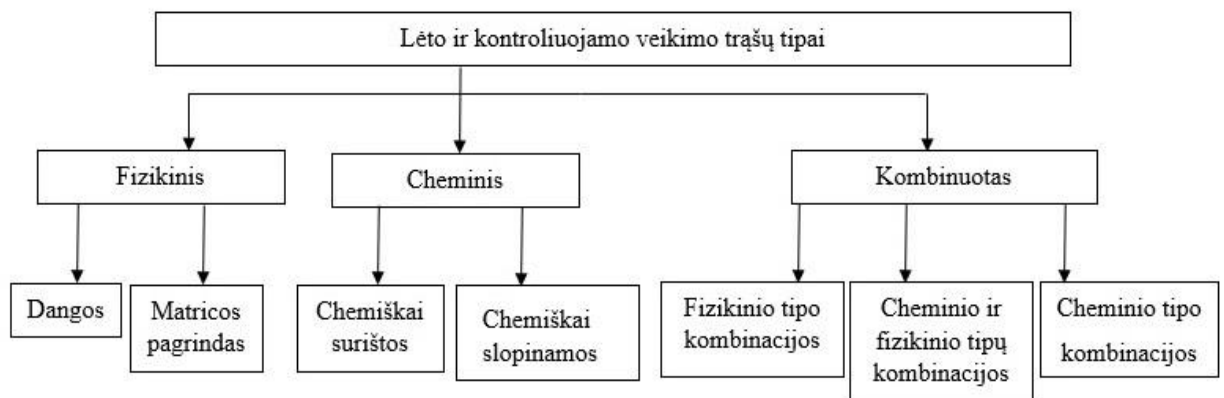 Lėto ir kontroliuojamo veikimo trąšų tipai
Fizikinis
Cheminis
Kombinuotas
Dangos
Matricos
pagrindas
Chemiškai
surištos
Chemiškai
slopinamos
Fizikinio tipo
kombinacijos
Cheminio ir
fizikinio tipų
kombinacijos
Cheminio tipo
kombinacijos